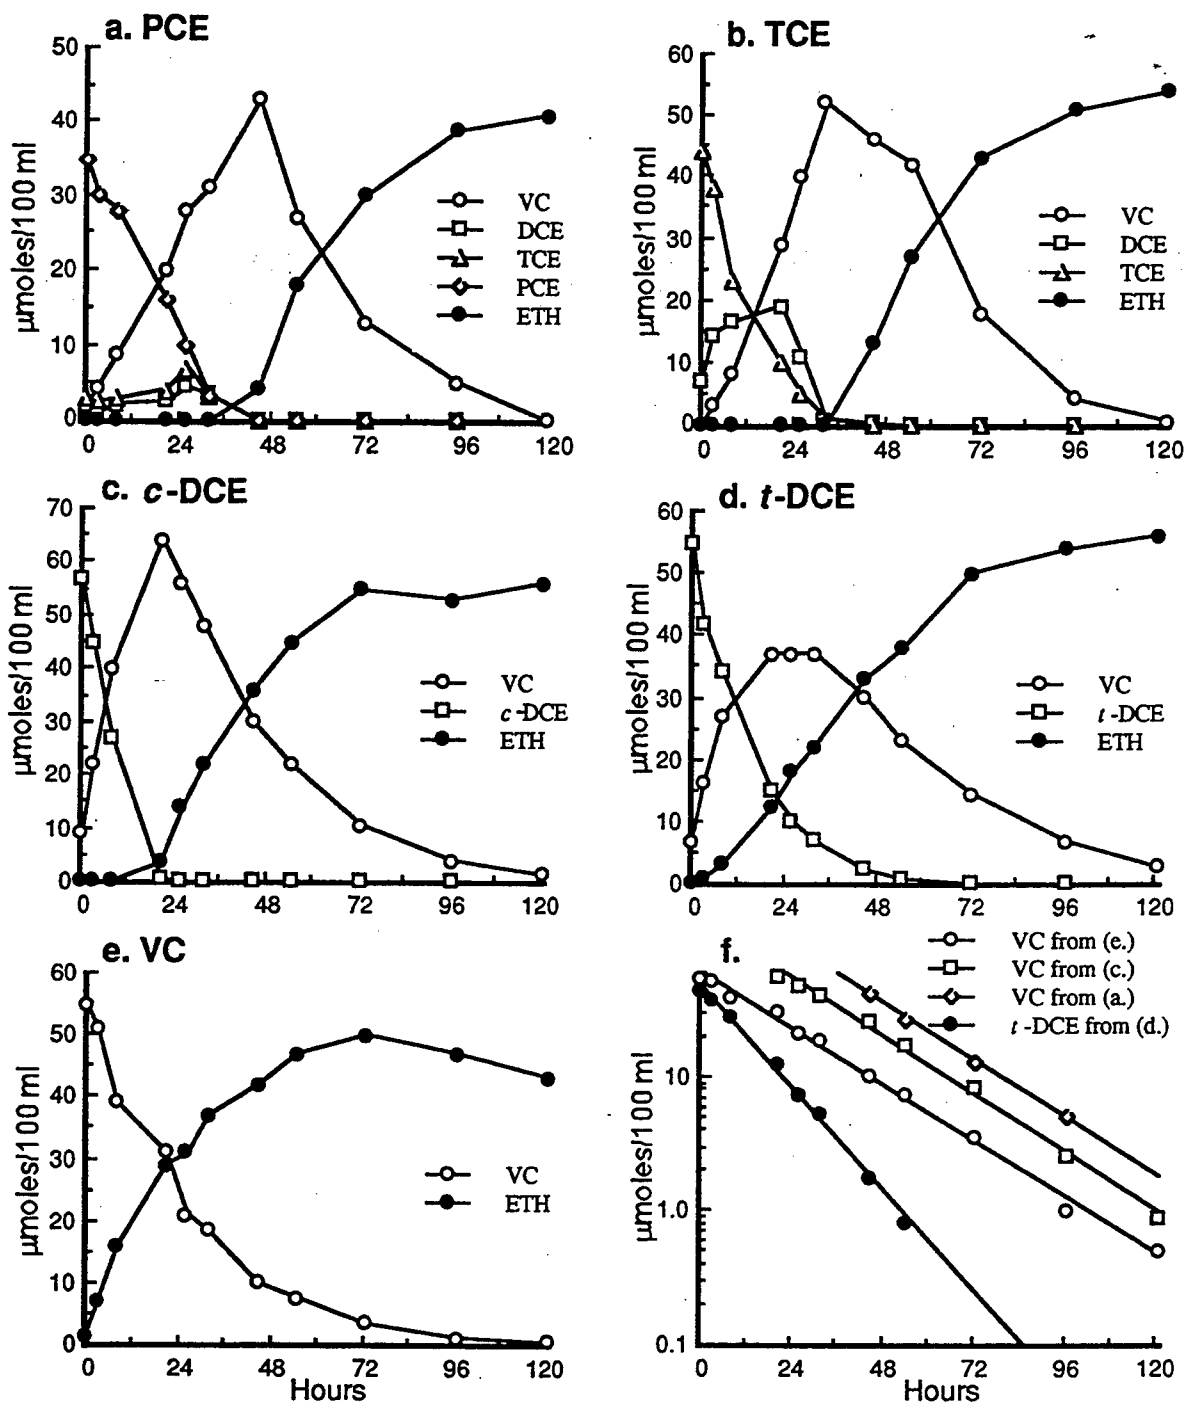 a. PCE
μmoles/100 ml
50
40
30
20
10
0
0 24 48 72 96 120
VC
DCE
TCE
PCE
ETH
b. TCE
μmoles/100 ml
60
50
40
30
20
10
0
0 24 48 72 96 120
VC
DCE
TCE
ETH
c. c-DCE
μmoles/100 ml
70
60
50
40
30
20
10
0
0 24 48 72 96 120
VC
c-DCE
ETH
d. t-DCE
μmoles/100 ml
60
50
40
30
20
10
0
0 24 48 72 96 120
VC
t-DCE
ETH
e. VC
μmoles/100 ml
60
50
40
30
20
10
0
0 24 48 72 96 120
Hours
VC
ETH
f.
μmoles/100 ml
10
1.0
0.1
0 24 48 72 96 120
Hours
VC from (e.)
VC from (c.)
VC from (a.)
t-DCE from (d.)